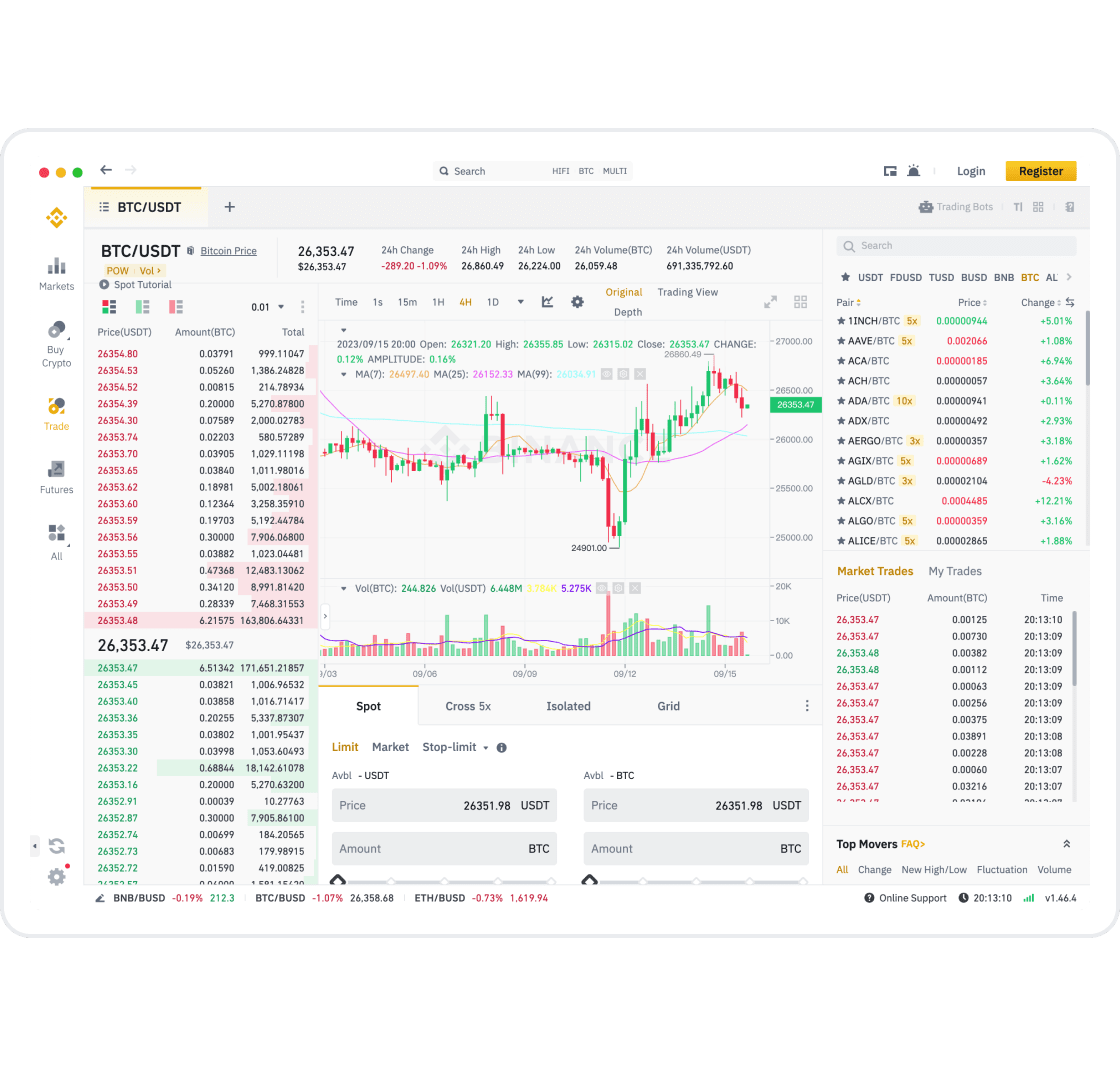 Search HIFI BTC MULTI Login Register
BTC/USDT Trading Bots
Markets
Buy
Crypto
Trade
Futures
All
BTC/USDT Bitcoin Price
POW Vol
Spot Tutorial
26,353.47
$26,353.47
24h Change
-289.20 -1.09%
24h High
26,860.49
24h Low
26,224.00
24h Volume(BTC)
26,059.48
24h Volume(USDT)
691,335,792.60
0.01
Price(USDT) Amount(BTC) Total
26354.80 0.03791 999.11047
26354.53 0.05260 1,386.24828
26354.52 0.00815 214.78934
26354.39 0.20000 5,270.87800
26354.30 0.07589 2,000.02783
26353.74 0.02203 580.57289
26353.70 0.03905 1,029.11198
26353.65 0.03840 1,011.98016
26353.62 0.18981 5,002.18061
26353.60 0.12364 3,258.35910
26353.59 0.19703 5,192.44784
26353.56 0.30000 7,906.06800
26353.55 0.03882 1,023.04481
26353.51 0.47368 12,483.13062
26353.50 0.34120 8,991.81420
26353.49 0.28339 7,468.31553
26353.48 6.21575 163,806.64331
26,353.47 $26,353.47
26353.47 6.51342 171,651.21857
26353.45 0.03821 1,006.96532
26353.40 0.03858 1,016.71417
26353.36 0.20255 5,337.87307
26353.35 0.03802 1,001.95437
26353.30 0.03998 1,053.60493
26353.22 0.68844 18,142.61078
26353.16 0.20000 5,270.63200
26352.91 0.00039 10.27763
26352.87 0.30000 7,905.86100
26352.74 0.00699 184.20565
26352.73 0.00683 179.98915
26352.72 0.01590 419.00825
Time 1s 15m 1H 4H 1D
Original Trading View
Depth
2023/09/15 20:00 Open: 26321.20 High: 26355.85 Low: 26315.02 Close: 26353.47 CHANGE:
0.12% AMPLITUDE: 0.16%
MA(7): 26497.40 MA(25): 26152.33 MA(99): 26034.91
26860.49
24901.00
27000.00
26500.00
26353.47
26000.00
25500.00
25000.00
Vol(BTC): 244.826 Vol(USDT) 6.448M 5.275K
20K
10K
0.00
/03 09/06 09/09 09/12 09/15
Spot Cross 5x Isolated Grid
Limit Market Stop-limit
Avbl - USDT
Price 26351.98 USDT
Amount BTC
Avbl - BTC
Price 26351.98 USDT
Amount BTC
Search
USDT FDUSD TUSD BUSD BNB BTC AL
Pair Price Change
1INCH/BTC 5x 0.00000944 +5.01%
AAVE/BTC 5x 0.002066 +1.08%
ACA/BTC 0.00000185 +6.94%
ACH/BTC 0.00000057 +3.64%
ADA/BTC 10x 0.00000941 +0.11%
ADX/BTC 0.00000492 +2.93%
AERGO/BTC 3x 0.00000357 +3.18%
AGIX/BTC 5x 0.00000689 +1.62%
AGLD/BTC 3x 0.00002104 -4.23%
ALCX/BTC 0.0004485 +12.21%
ALGO/BTC 5x 0.00000359 +3.16%
ALICE/BTC 5x 0.00002865 +1.88%
Market Trades My Trades
Price(USDT) Amount(BTC) Time
26,353.47 0.00125 20:13:10
26,353.47 0.00730 20:13:09
26,353.48 0.00382 20:13:09
26,353.48 0.00112 20:13:09
26,353.47 0.00063 20:13:09
26,353.47 0.00256 20:13:09
26,353.47 0.00375 20:13:09
26,353.47 0.03891 20:13:08
26,353.47 0.00228 20:13:08
26,353.47 0.00060 20:13:07
26,353.47 0.03216 20:13:07
Top Movers FAQ>
All Change New High/Low Fluctuation Volume
BNB/BUSD -0.19% 212.3 BTC/BUSD -1.07% 26,358.68 ETH/BUSD -0.73% 1,619.94
Online Support 20:13:10 v1.46.4